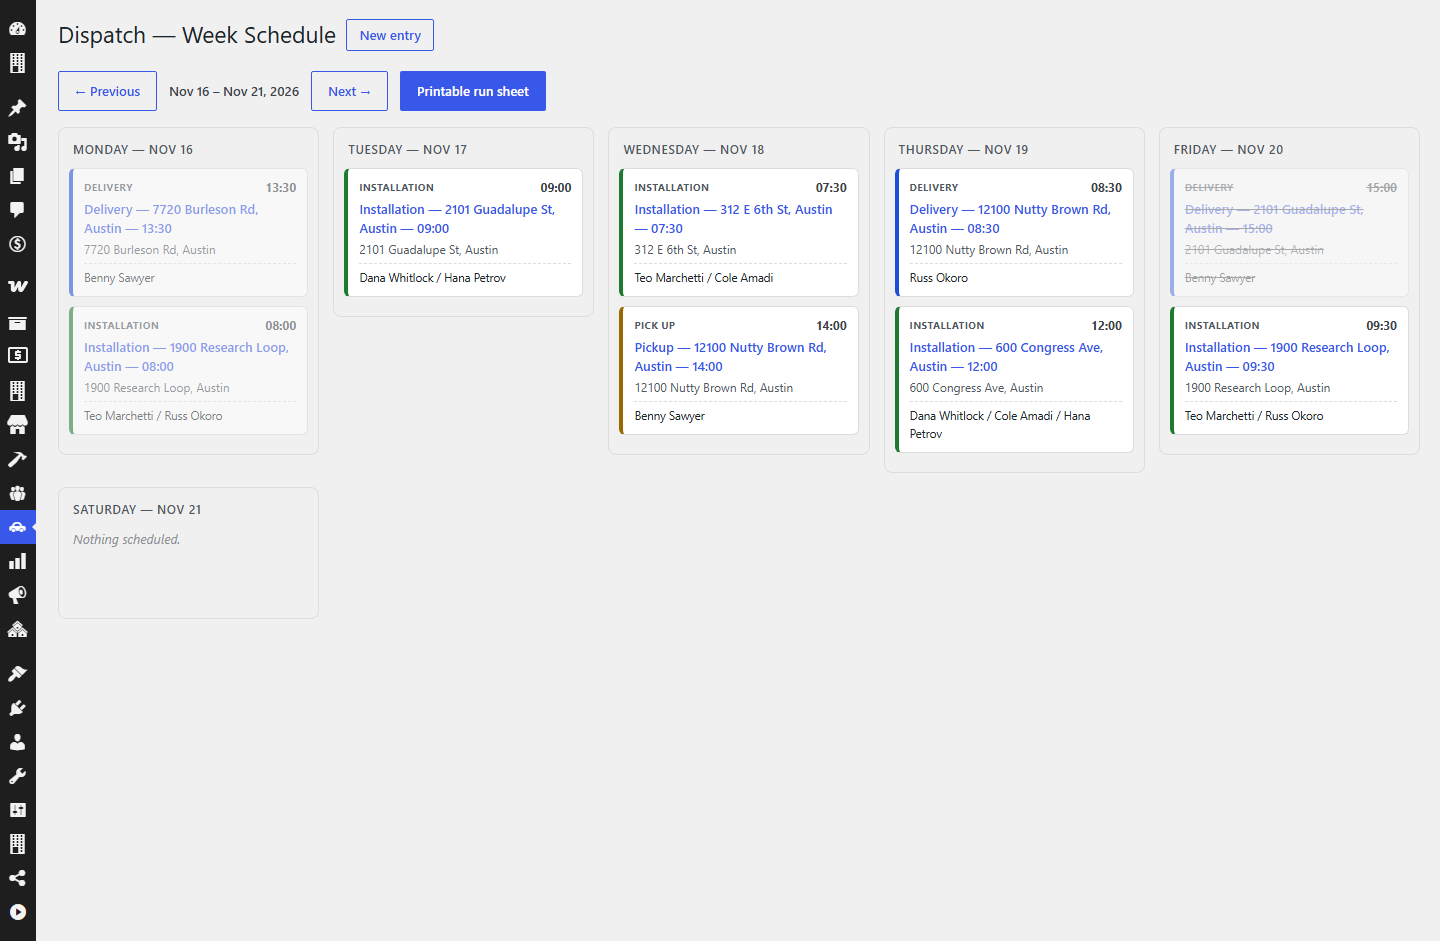 Dispatch — Week Schedule
New entry
← Previous
Nov 16 – Nov 21, 2026
Next →
Printable run sheet
MONDAY — NOV 16
DELIVERY 13:30
Delivery — 7720 Burleson Rd,
Austin — 13:30
7720 Burleson Rd, Austin
Benny Sawyer
INSTALLATION 08:00
Installation — 1900 Research Loop,
Austin — 08:00
1900 Research Loop, Austin
Teo Marchetti / Russ Okoro
TUESDAY — NOV 17
INSTALLATION 09:00
Installation — 2101 Guadalupe St,
Austin — 09:00
2101 Guadalupe St, Austin
Dana Whitlock / Hana Petrov
WEDNESDAY — NOV 18
INSTALLATION 07:30
Installation — 312 E 6th St, Austin
— 07:30
312 E 6th St, Austin
Teo Marchetti / Cole Amadi
PICK UP 14:00
Pickup — 12100 Nutty Brown Rd,
Austin — 14:00
12100 Nutty Brown Rd, Austin
Benny Sawyer
THURSDAY — NOV 19
DELIVERY 08:30
Delivery — 12100 Nutty Brown Rd,
Austin — 08:30
12100 Nutty Brown Rd, Austin
Russ Okoro
INSTALLATION 12:00
Installation — 600 Congress Ave,
Austin — 12:00
600 Congress Ave, Austin
Dana Whitlock / Cole Amadi / Hana
Petrov
FRIDAY — NOV 20
DELIVERY 15:00
Delivery — 2101 Guadalupe St,
Austin — 15:00
2101 Guadalupe St, Austin
Benny Sawyer
INSTALLATION 09:30
Installation — 1900 Research Loop,
Austin — 09:30
1900 Research Loop, Austin
Teo Marchetti / Russ Okoro
SATURDAY — NOV 21
Nothing scheduled.